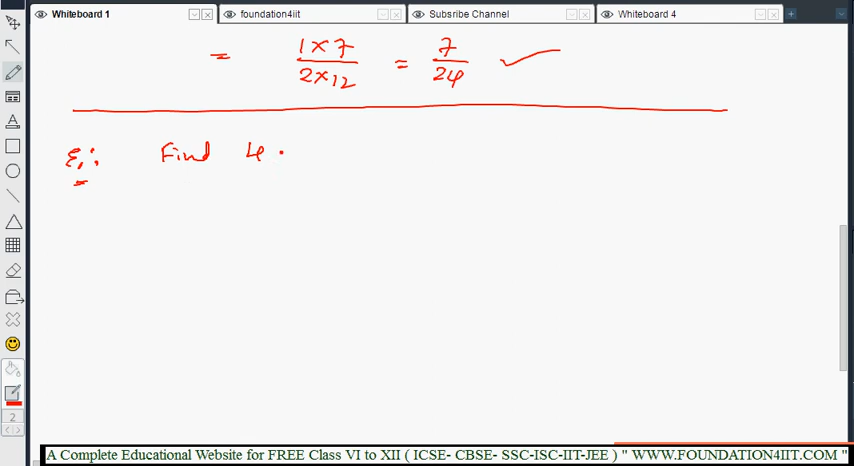 Whiteboard 1 foundation4iit Subsribe Channel Whiteboard 4
= 1 x 7 / 2 x 12 = 7 / 24 ✓
Find 4 .
2
A Complete Educational Website for FREE Class VI to XII ( ICSE- CBSE- SSC-ISC-IIT-JEE ) " WWW.FOUNDATION4IIT.COM "